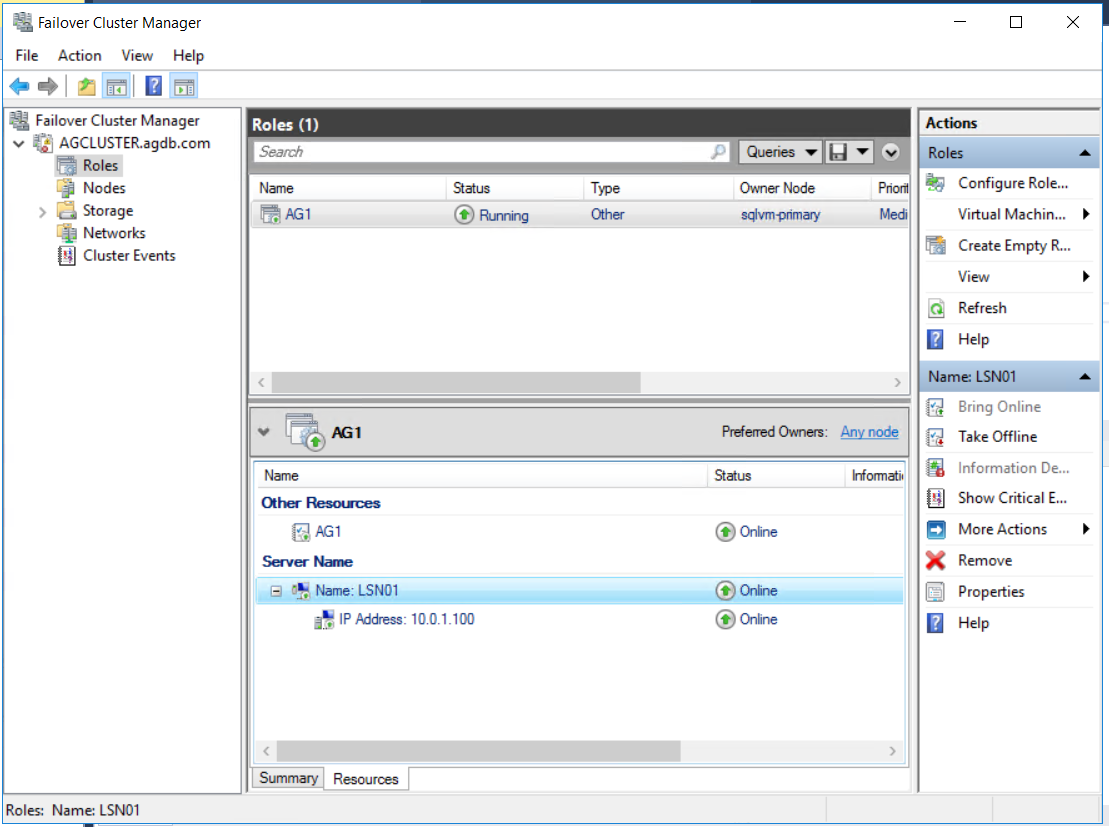 Failover Cluster Manager
File Action View Help
Failover Cluster Manager
AGCLUSTER.agdb.com
Roles
Nodes
Storage
Networks
Cluster Events
Roles (1)
Search
Queries
Name Status Type Owner Node Priorit
AG1 Running Other sqlvm-primary Medi
AG1 Preferred Owners: Any node
Name Status Informati
Other Resources
AG1 Online
Server Name
Name: LSN01 Online
IP Address: 10.0.1.100 Online
Summary Resources
Actions
Roles
Configure Role...
Virtual Machin...
Create Empty R...
View
Refresh
Help
Name: LSN01
Bring Online
Take Offline
Information De...
Show Critical E...
More Actions
Remove
Properties
Help
Roles: Name: LSN01